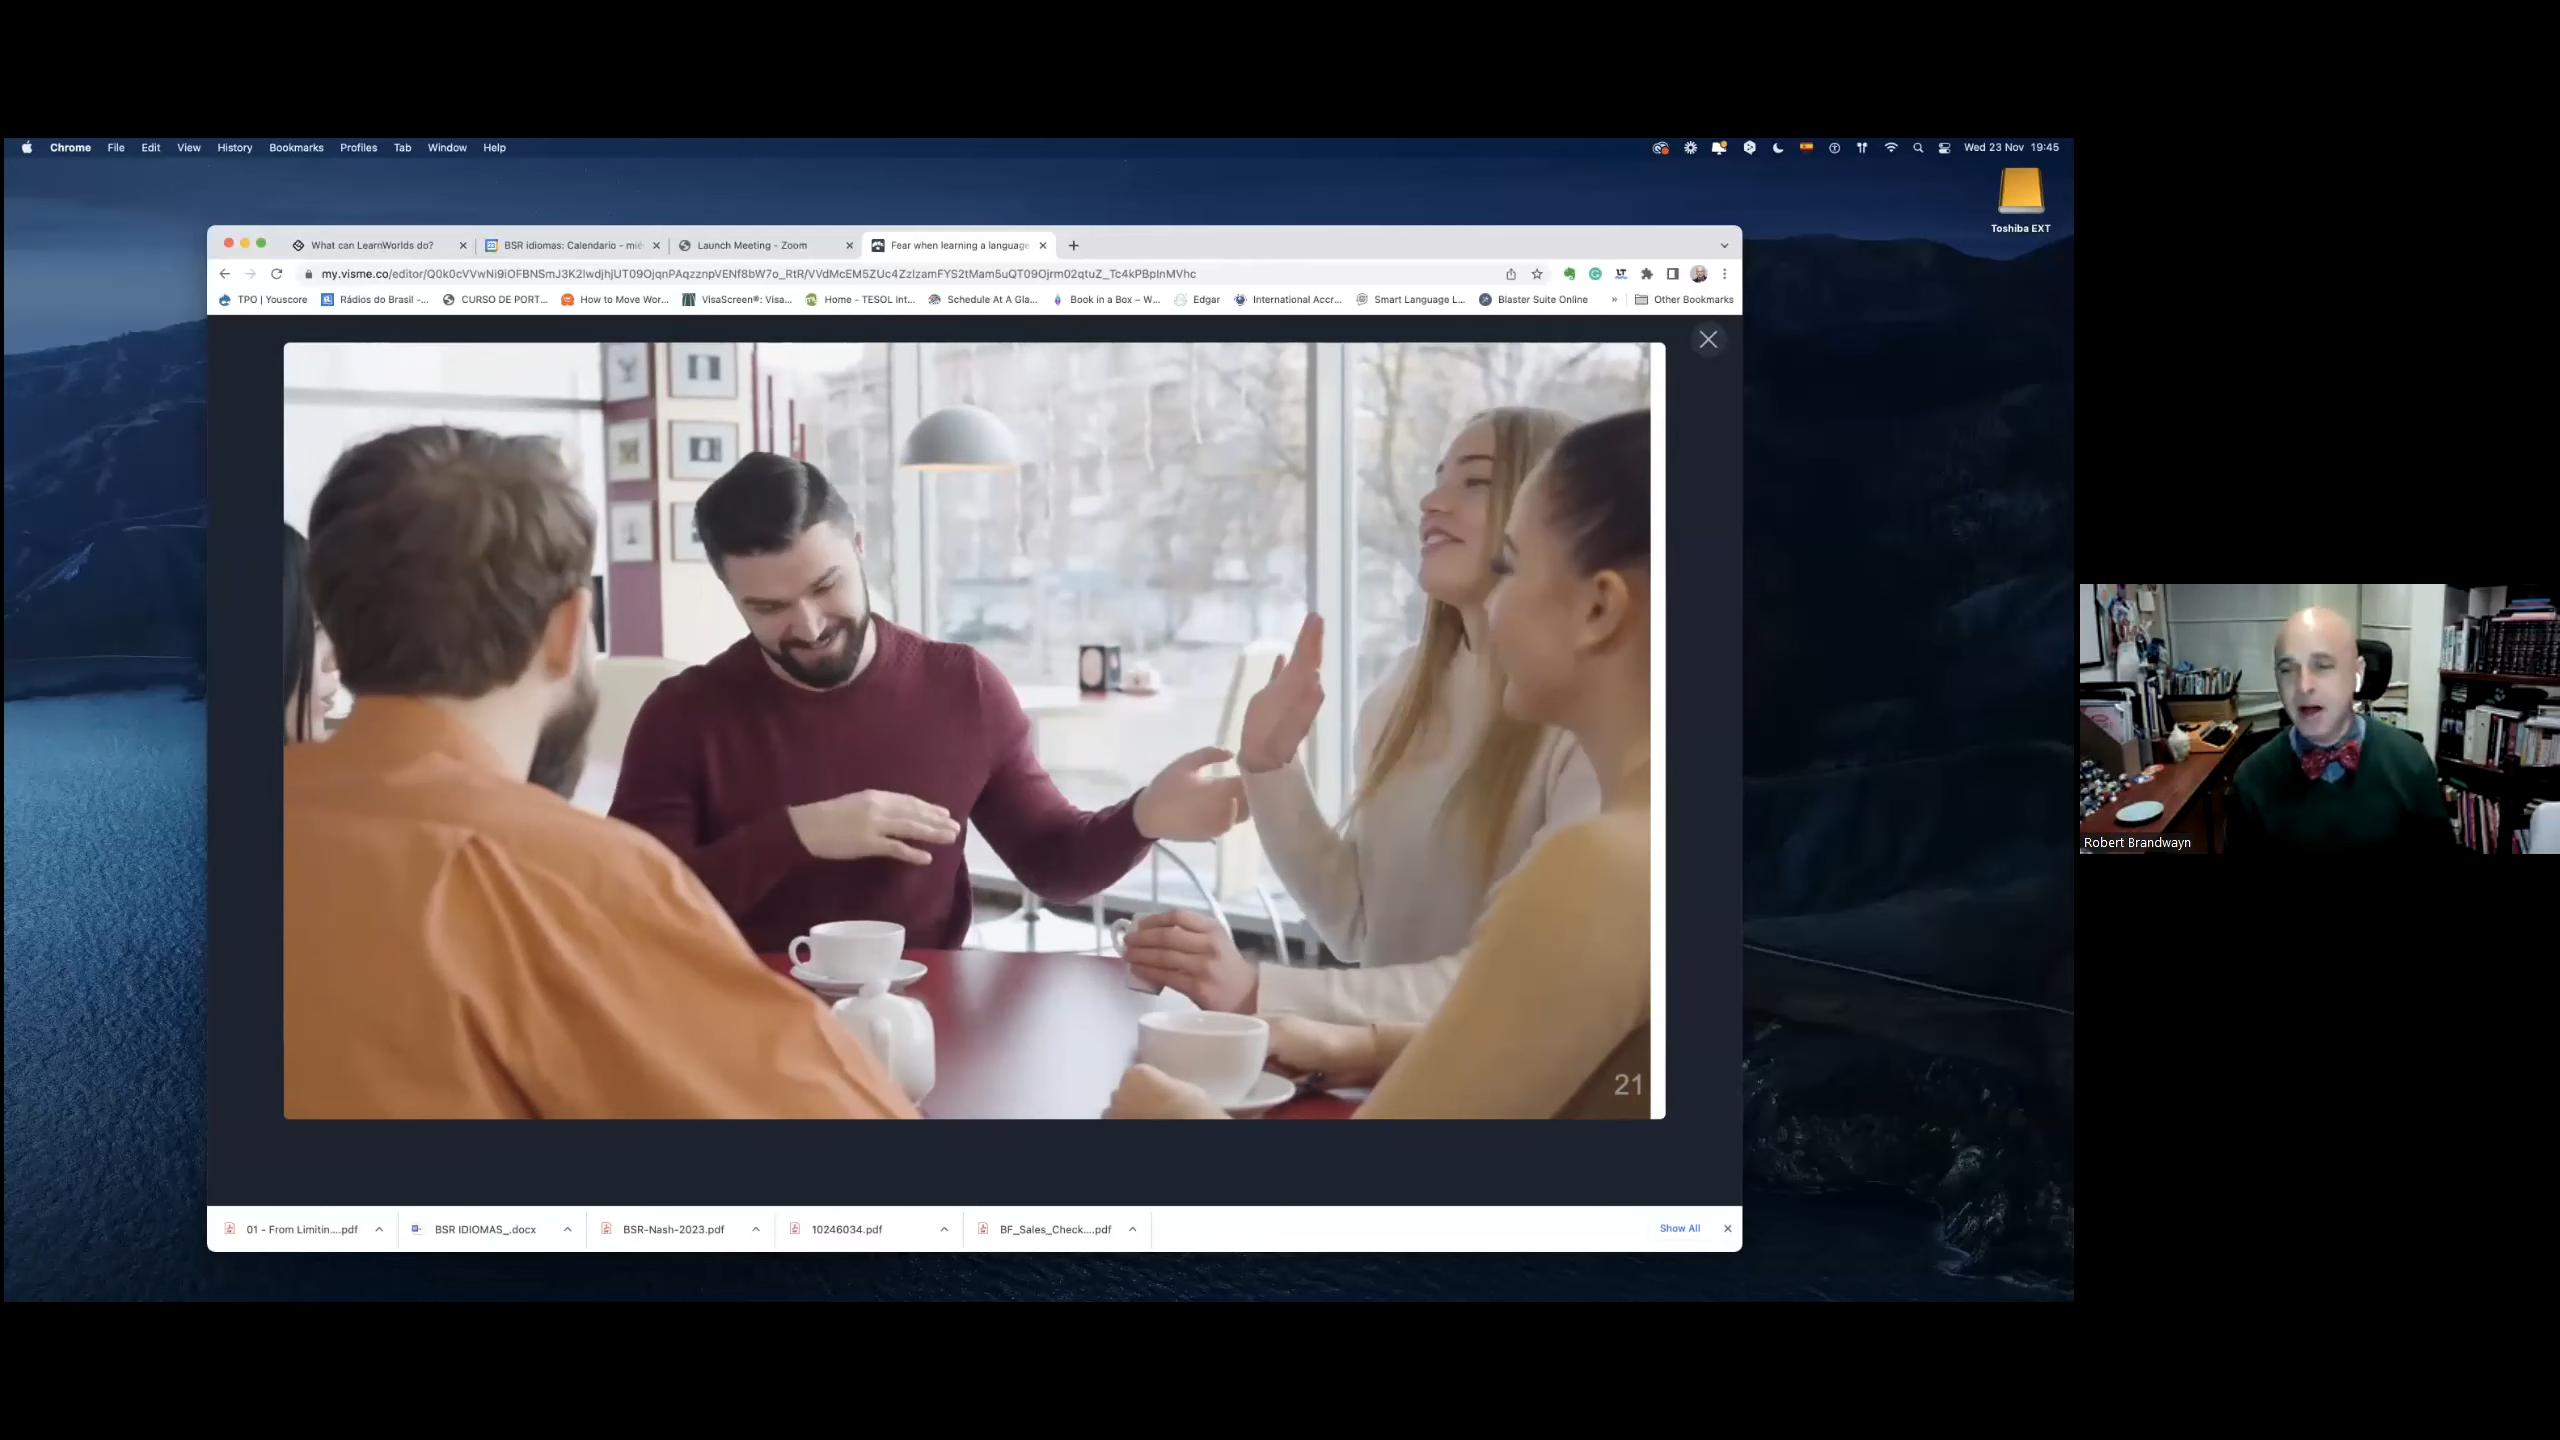 Chrome File Edit View History Bookmarks Profiles Tab Window Help
Wed 23 Nov 19:45
Toshiba EXT
What can LearnWorlds do?
BSR idiomas: Calendario - mié
Launch Meeting - Zoom
Fear when learning a language
my.visme.co/editor/Q0k0cVVwNi9iOFBNSmJ3K2IwdjhjUT09OjqnPAqzznpVENf8bW7o_RtR/VVdMcEM5ZUc4ZzIzamFYS2tMam5uQT09Ojrm02qtuZ_Tc4kPBpInMVhc
TPO | Youscore
Rádios do Brasil -...
CURSO DE PORT...
How to Move Wor...
VisaScreen®: Visa...
Home - TESOL Int...
Schedule At A Gla...
Book in a Box – W...
Edgar
International Accr...
Smart Language L...
Blaster Suite Online
» Other Bookmarks
21
Robert Brandwayn
01 - From Limitin....pdf
BSR IDIOMAS_.docx
BSR-Nash-2023.pdf
10246034.pdf
BF_Sales_Check....pdf
Show All